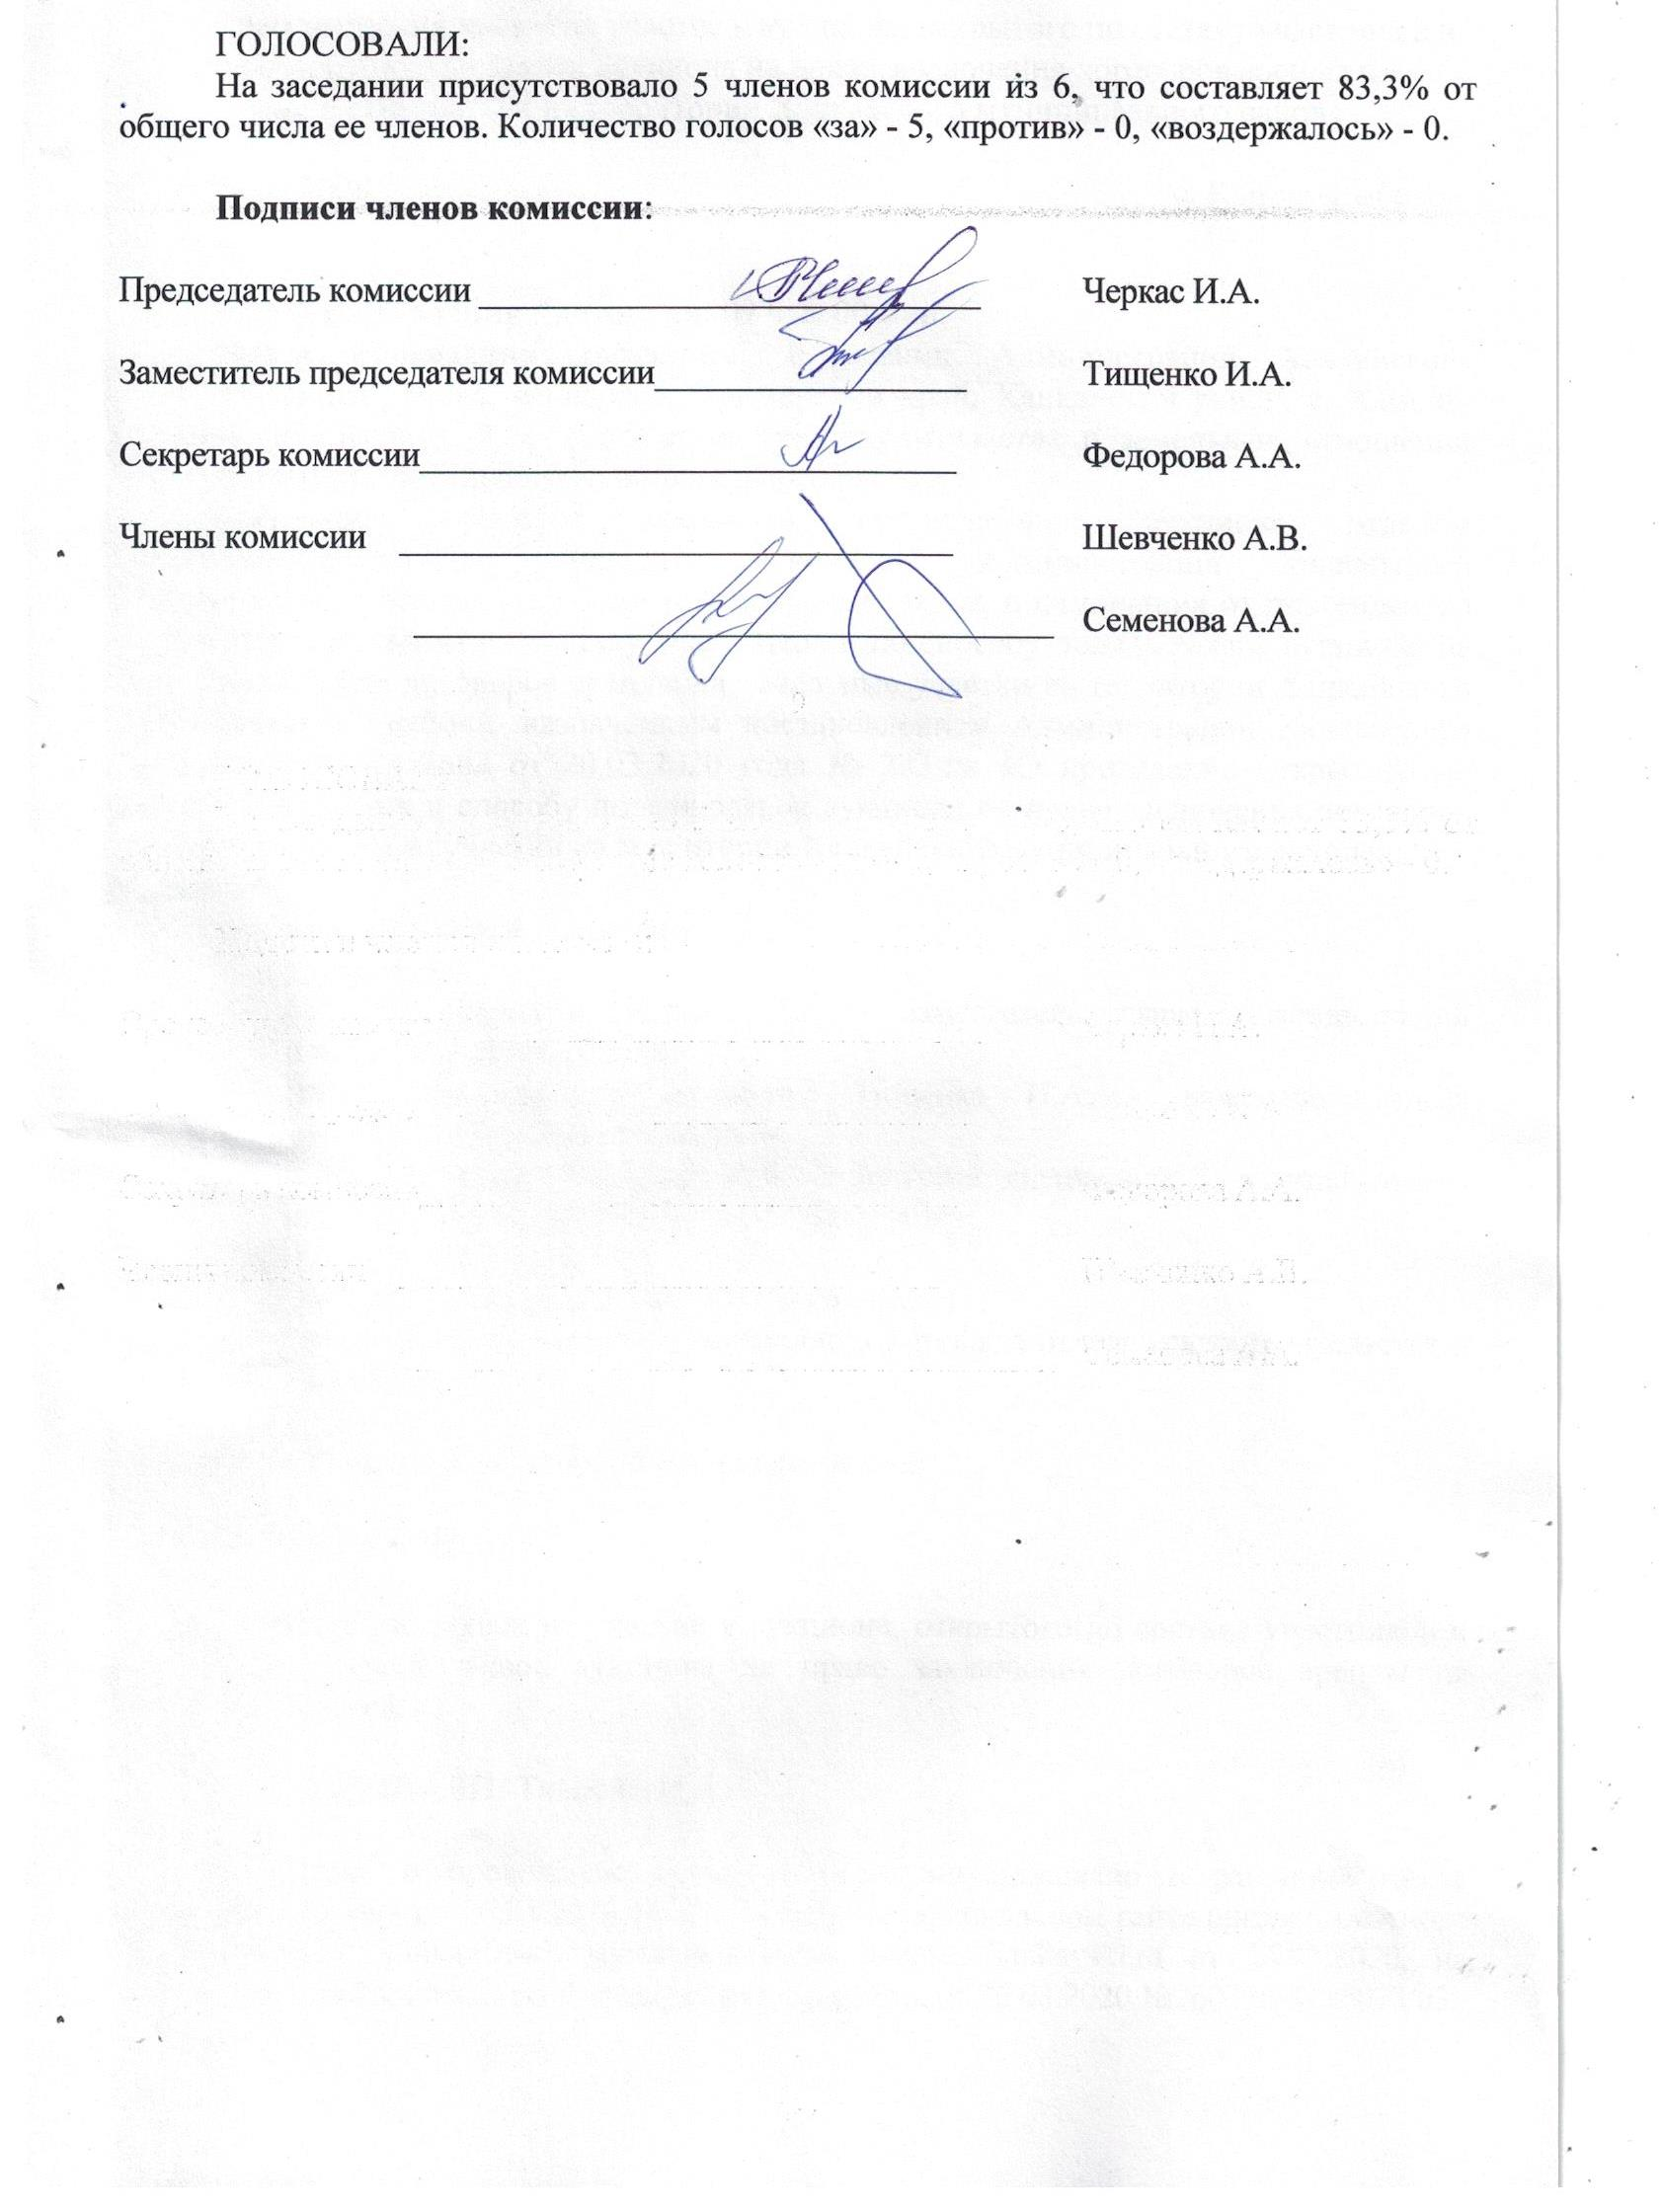 ГОЛОСОВАЛИ:
На заседании присутствовало 5 членов комиссии из 6, что составляет 83,3% от
общего числа ее членов. Количество голосов «за» - 5, «против» - 0, «воздержалось» - 0.
Подписи членов комиссии:
Председатель комиссии Черкас И.А.
Заместитель председателя комиссии Тищенко И.А.
Секретарь комиссии Федорова А.А.
Члены комиссии Шевченко А.В.
Семенова А.А.